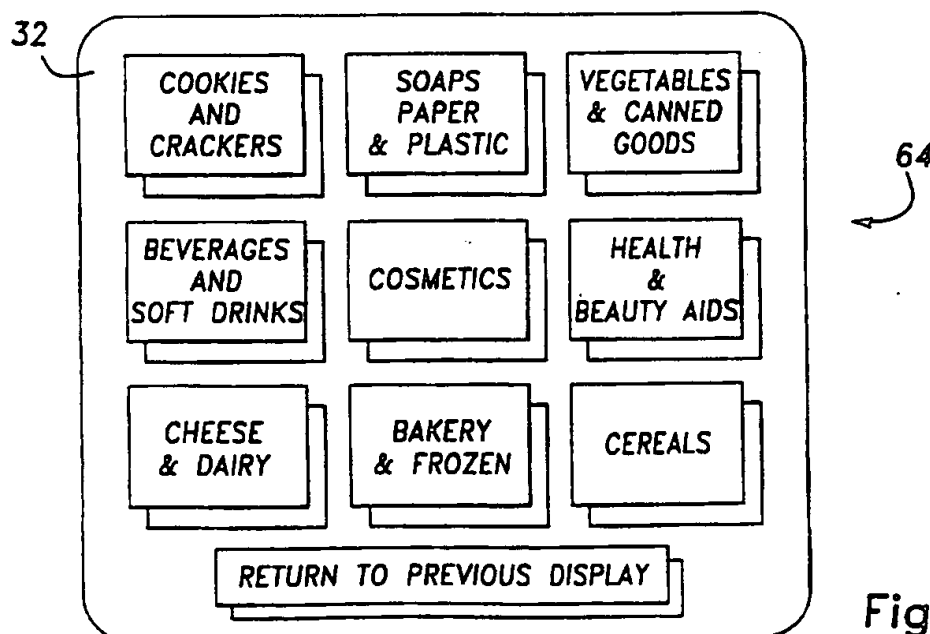 32
COOKIES
AND
CRACKERS
SOAPS
PAPER
& PLASTIC
VEGETABLES
& CANNED
GOODS
64
BEVERAGES
AND
SOFT DRINKS
COSMETICS
HEALTH
&
BEAUTY AIDS
CHEESE
& DAIRY
BAKERY
& FROZEN
CEREALS
RETURN TO PREVIOUS DISPLAY
Fig